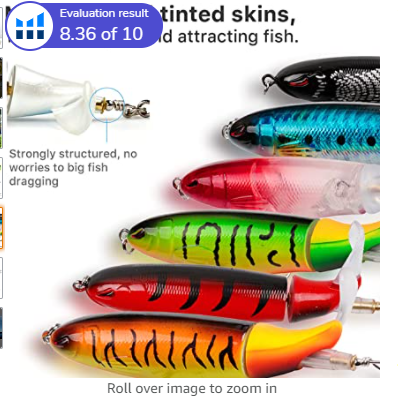 Evaluation result
8.36 of 10
tinted skins,
attracting fish.
Strongly structured, no
worries to big fish
dragging
Roll over image to zoom in